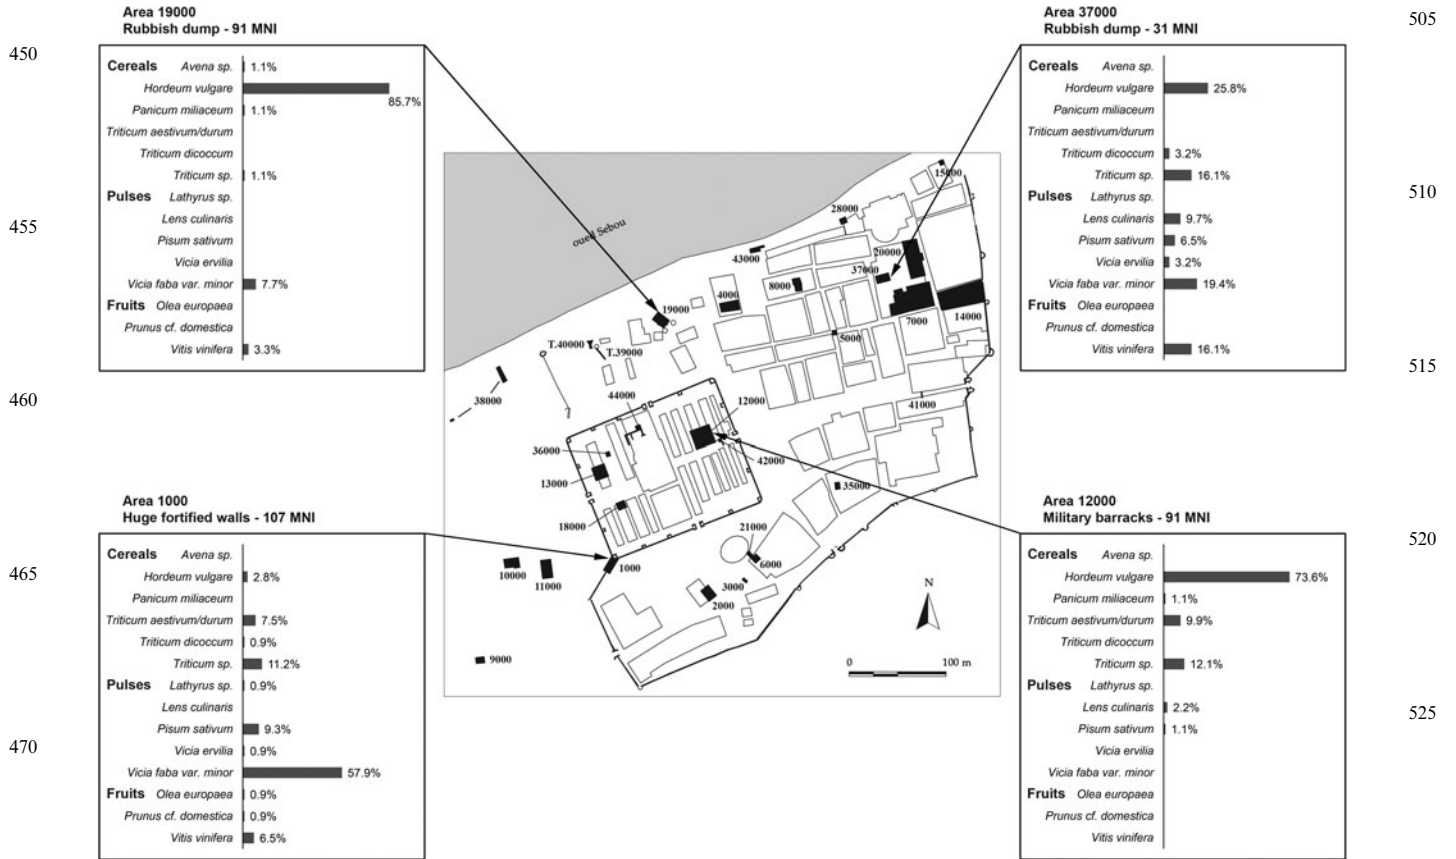 450
455
460
465
470
Area 19000
Rubbish dump - 91 MNI
Cereals Avena sp. 1.1%
Hordeum vulgare 85.7%
Panicum miliaceum 1.1%
Triticum aestivum/durum
Triticum dicoccum
Triticum sp. 1.1%
Pulses Lathyrus sp.
Lens culinaris
Pisum sativum
Vicia ervilia
Vicia faba var. minor 7.7%
Fruits Olea europaea
Prunus cf. domestica
Vitis vinifera 3.3%
Area 1000
Huge fortified walls - 107 MNI
Cereals Avena sp.
Hordeum vulgare 2.8%
Panicum miliaceum
Triticum aestivum/durum 7.5%
Triticum dicoccum 0.9%
Triticum sp. 11.2%
Pulses Lathyrus sp. 0.9%
Lens culinaris
Pisum sativum 9.3%
Vicia ervilia 0.9%
Vicia faba var. minor 57.9%
Fruits Olea europaea 0.9%
Prunus cf. domestica 0.9%
Vitis vinifera 6.5%
oued Sebou
15000
28000
43000
20000
37000
8000
4000
19000
14000
7000
5000
T.40000
T.39000
38000
44000
12000
41000
36000
42000
13000
35000
18000
21000
6000
1000
10000
11000
3000
2000
9000
N
0 100 m
Area 37000
Rubbish dump - 31 MNI
Cereals Avena sp.
Hordeum vulgare 25.8%
Panicum miliaceum
Triticum aestivum/durum
Triticum dicoccum 3.2%
Triticum sp. 16.1%
Pulses Lathyrus sp.
Lens culinaris 9.7%
Pisum sativum 6.5%
Vicia ervilia 3.2%
Vicia faba var. minor 19.4%
Fruits Olea europaea
Prunus cf. domestica
Vitis vinifera 16.1%
Area 12000
Military barracks - 91 MNI
Cereals Avena sp.
Hordeum vulgare 73.6%
Panicum miliaceum 1.1%
Triticum aestivum/durum 9.9%
Triticum dicoccum
Triticum sp. 12.1%
Pulses Lathyrus sp.
Lens culinaris 2.2%
Pisum sativum 1.1%
Vicia ervilia
Vicia faba var. minor
Fruits Olea europaea
Prunus cf. domestica
Vitis vinifera
505
510
515
520
525